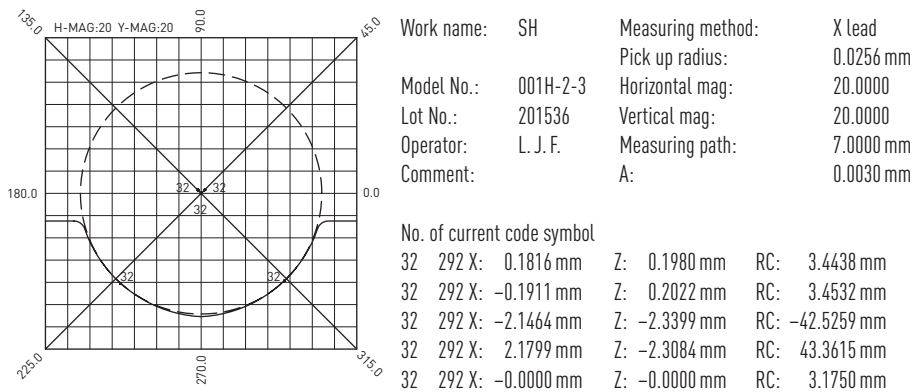 135.0
H-MAG:20 Y-MAG:20
90.0
45.0
180.0
0.0
32
32
32
32
32
225.0
270.0
315.0
Work name: SH Measuring method: X lead
Pick up radius: 0.0256 mm
Model No.: 001H-2-3 Horizontal mag: 20.0000
Lot No.: 201536 Vertical mag: 20.0000
Operator: L. J. F. Measuring path: 7.0000 mm
Comment: A: 0.0030 mm
No. of current code symbol
32 292 X: 0.1816 mm Z: 0.1980 mm RC: 3.4438 mm
32 292 X: –0.1911 mm Z: 0.2022 mm RC: 3.4532 mm
32 292 X: –2.1464 mm Z: –2.3399 mm RC: –42.5259 mm
32 292 X: 2.1799 mm Z: –2.3084 mm RC: 43.3615 mm
32 292 X: –0.0000 mm Z: –0.0000 mm RC: 3.1750 mm